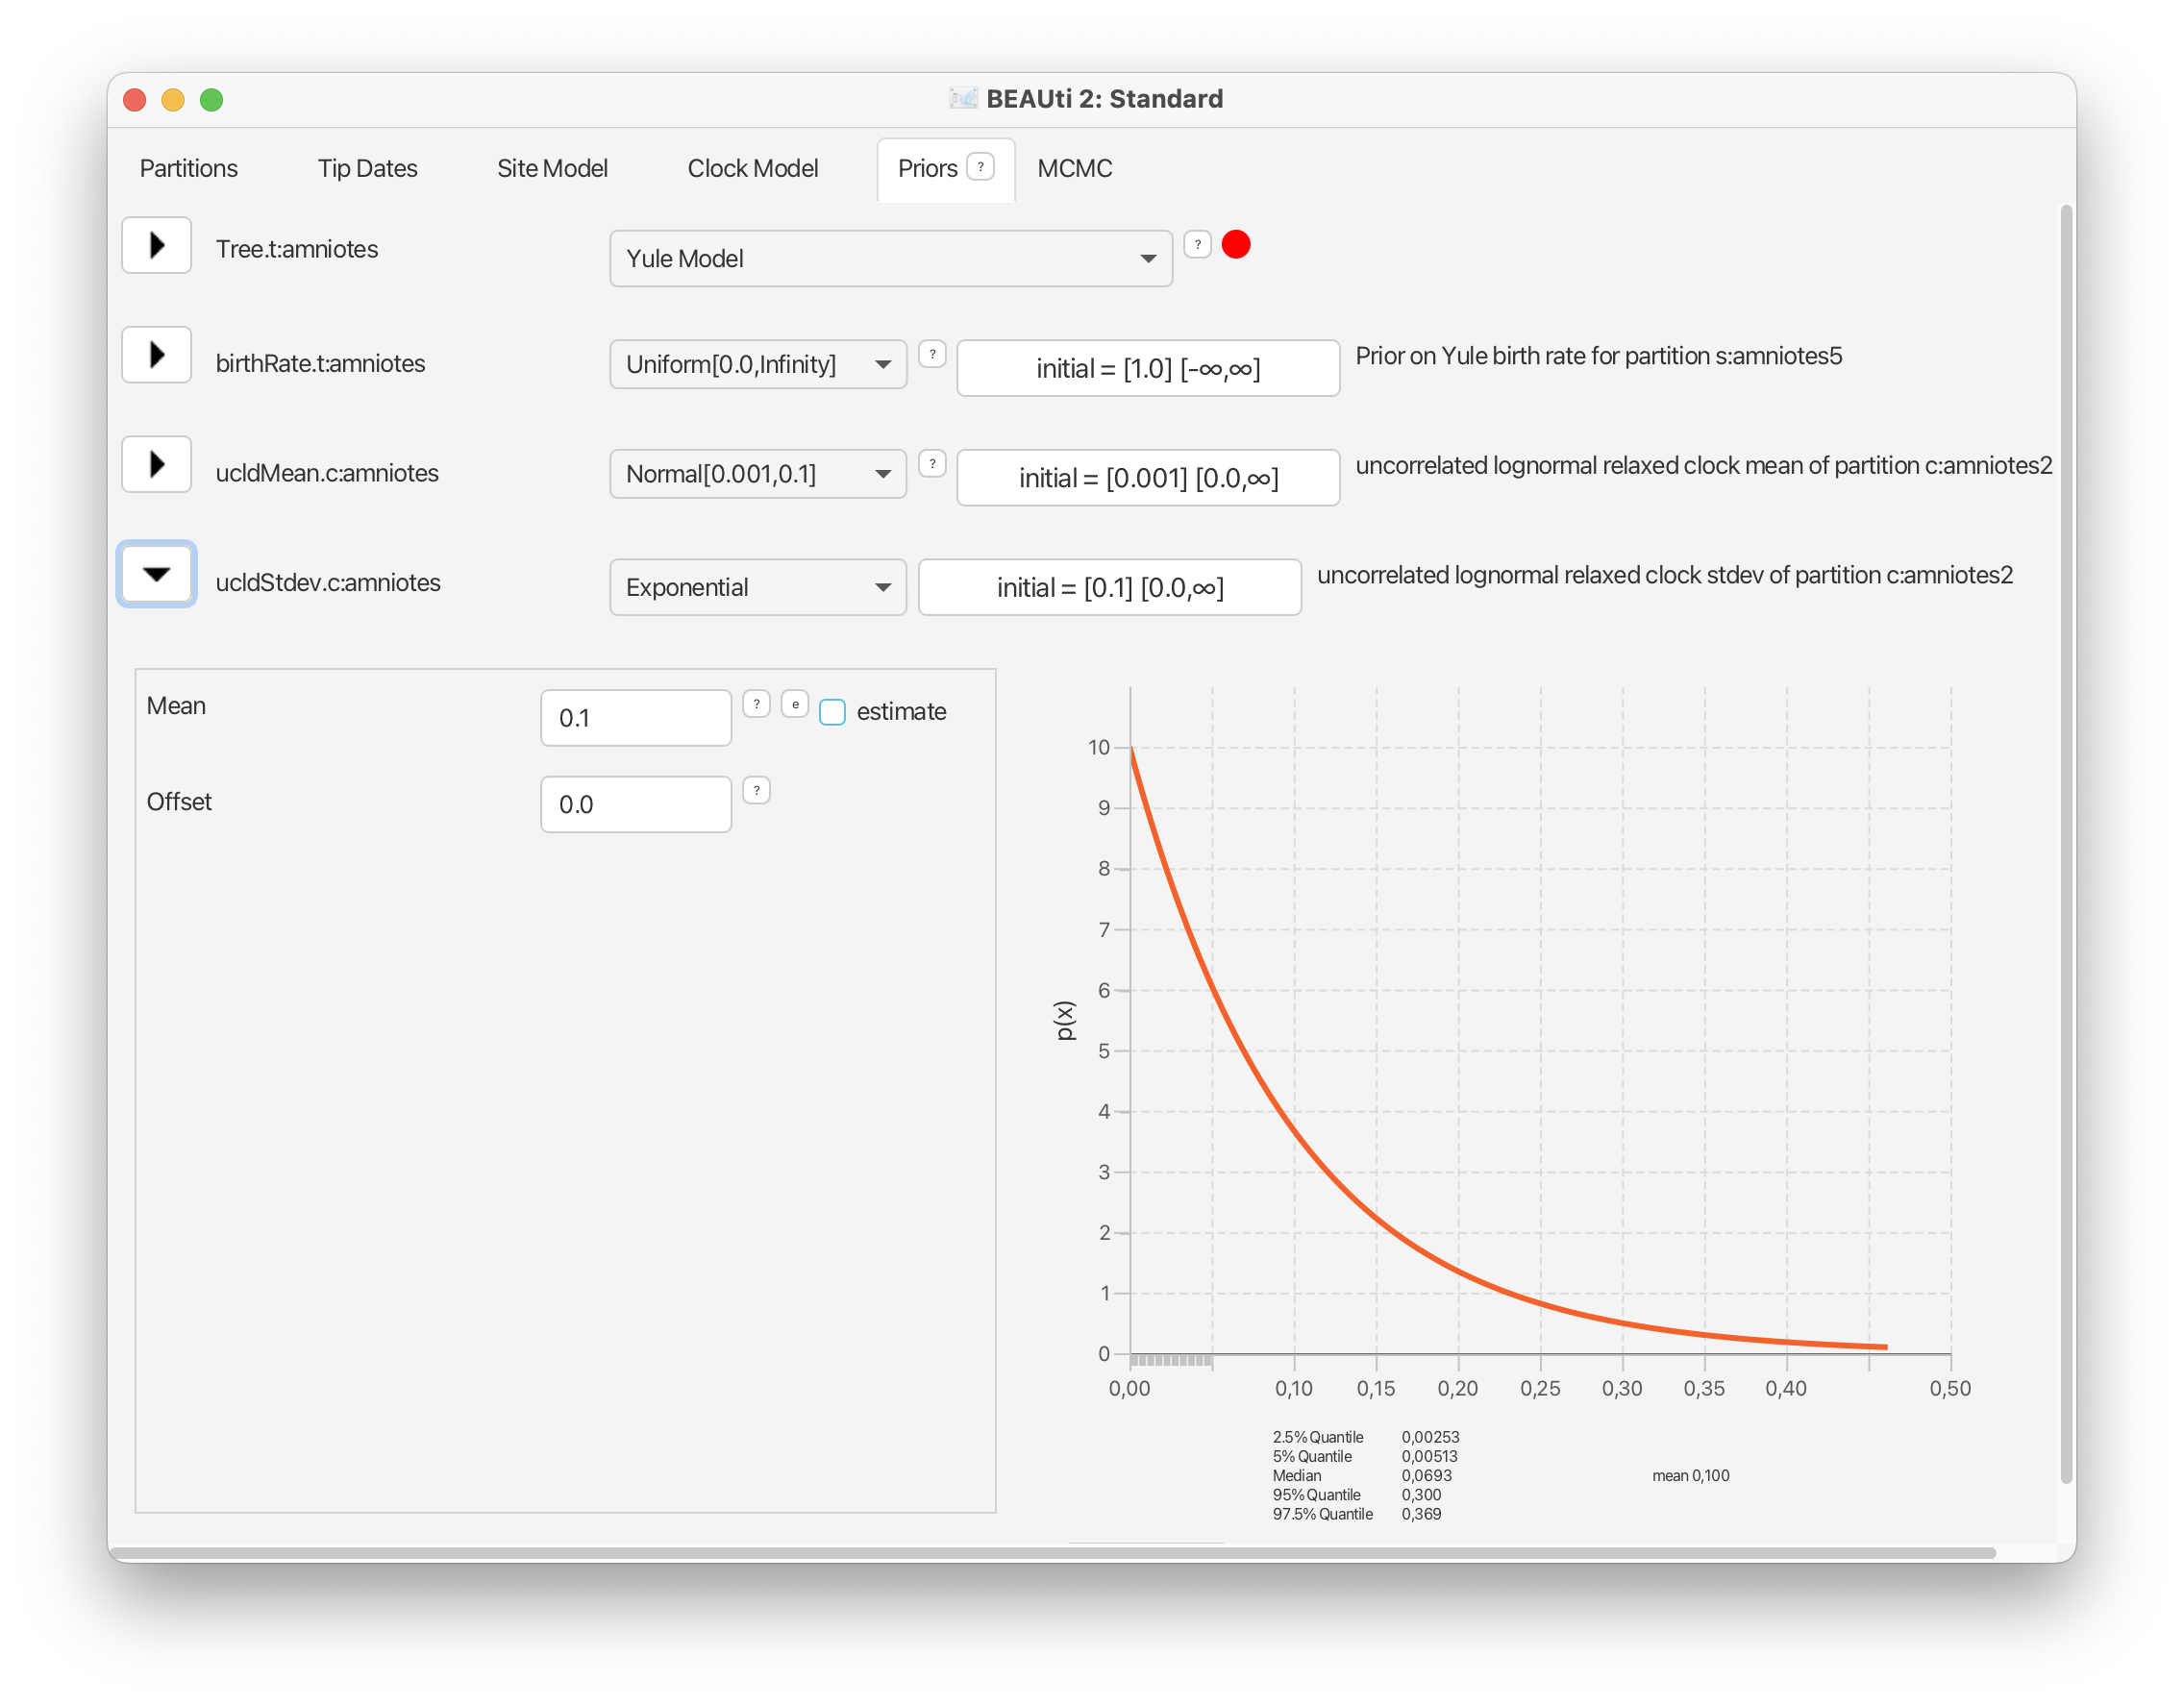 BEAUti 2: Standard
Partitions Tip Dates Site Model Clock Model Priors ? MCMC
Tree.t:amniotes Yule Model ?
birthRate.t:amniotes Uniform[0.0,Infinity] ? initial = [1.0] [-∞,∞] Prior on Yule birth rate for partition s:amniotes5
ucldMean.c:amniotes Normal[0.001,0.1] ? initial = [0.001] [0.0,∞] uncorrelated lognormal relaxed clock mean of partition c:amniotes2
ucldStdev.c:amniotes Exponential initial = [0.1] [0.0,∞] uncorrelated lognormal relaxed clock stdev of partition c:amniotes2
Mean 0.1 ? e estimate
Offset 0.0 ?
10
9
8
7
6
5
4
3
2
1
0
p(x)
0,00 0,10 0,15 0,20 0,25 0,30 0,35 0,40 0,50
2.5% Quantile 0,00253
5% Quantile 0,00513
Median 0,0693 mean 0,100
95% Quantile 0,300
97.5% Quantile 0,369